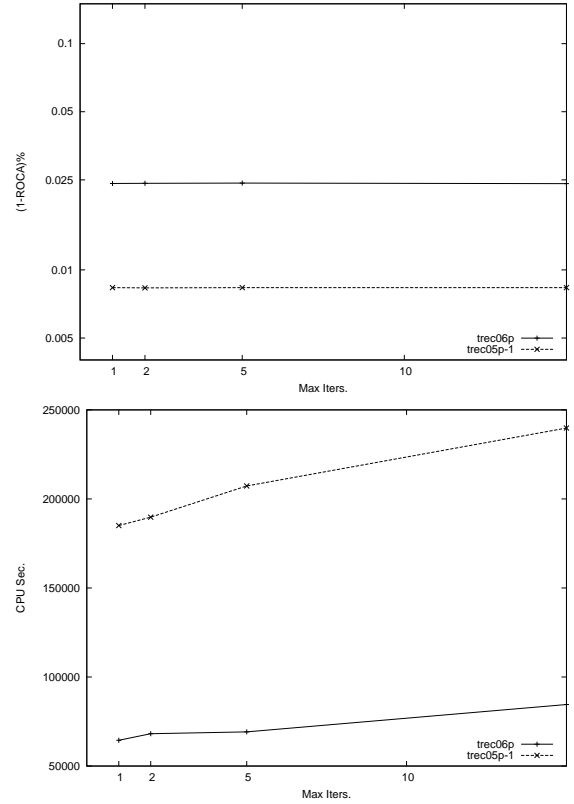 0.1
0.05
0.025
0.01
0.005
(1-ROCA)%
trec06p
trec05p-1
1 2 5 10
Max Iters.
250000
200000
150000
100000
50000
CPU Sec.
trec06p
trec05p-1
1 2 5 10
Max Iters.